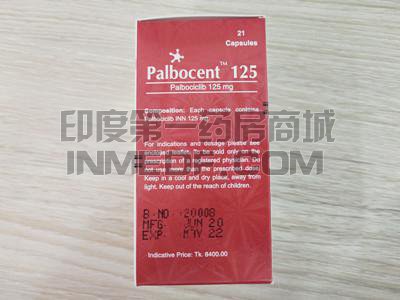 21
Capsules
Palbocent™ 125
Palbociclib 125 mg
Composition: Each capsule contains
Palbociclib INN 125 mg.
印度第一药房商城
For indications and dosage please see
enclosed leaflet. To be sold only on the
prescription of a registered physician. Do
not use more than the prescribed dose.
Keep in a cool and dry place, away from
light. Keep out of the reach of children.
B.NO 20008
MFG. JUN 20
EXP. MAY 22
Indicative Price: Tk. 8400.00